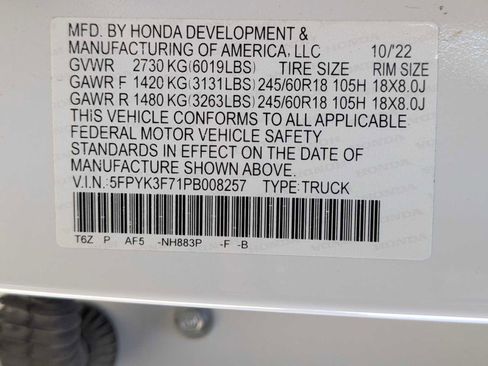 MFD. BY HONDA DEVELOPMENT &
MANUFACTURING OF AMERICA, LLC 10/'22
GVWR 2730 KG (6019LBS) TIRE SIZE RIM SIZE
GAWR F 1420 KG (3131LBS) 245/60R18 105H 18X8.0J
GAWR R 1480 KG (3263LBS) 245/60R18 105H 18X8.0J
THIS VEHICLE CONFORMS TO ALL APPLICABLE
FEDERAL MOTOR VEHICLE SAFETY
STANDARDS IN EFFECT ON THE DATE OF
MANUFACTURE SHOWN ABOVE.
V.I.N.: 5FPYK3F71PB008257 TYPE: TRUCK
T6Z P AF5 -NH883P -F -B